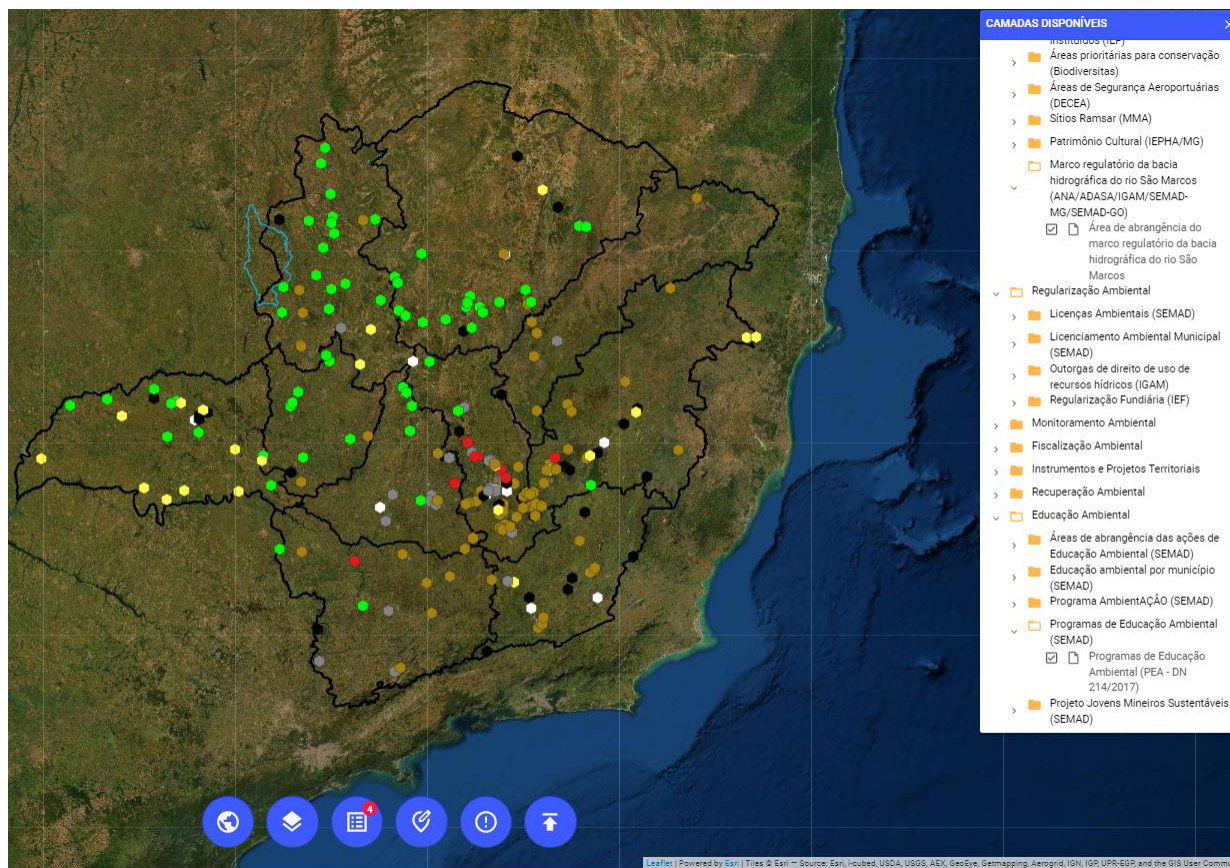 CAMADAS DISPONÍVEIS
Instituídos (IEF)
Áreas prioritárias para conservação
(Biodiversitas)
Áreas de Segurança Aeroportuárias
(DECEA)
Sítios Ramsar (MMA)
Patrimônio Cultural (IEPHA/MG)
Marco regulatório da bacia
hidrográfica do rio São Marcos
(ANA/ADASA/IGAM/SEMAD-
MG/SEMAD-GO)
Área de abrangência do
marco regulatório da bacia
hidrográfica do rio São
Marcos
Regularização Ambiental
Licenças Ambientais (SEMAD)
Licenciamento Ambiental Municipal
(SEMAD)
Outorgas de direito de uso de
recursos hídricos (IGAM)
Regularização Fundiária (IEF)
Monitoramento Ambiental
Fiscalização Ambiental
Instrumentos e Projetos Territoriais
Recuperação Ambiental
Educação Ambiental
Áreas de abrangência das ações de
Educação Ambiental (SEMAD)
Educação ambiental por município
(SEMAD)
Programa AmbientAÇÃO (SEMAD)
Programas de Educação Ambiental
(SEMAD)
Programas de Educação
Ambiental (PEA - DN
214/2017)
Projeto Jovens Mineiros Sustentáveis
(SEMAD)
4
Leaflet | Powered by Esri | Tiles © Esri — Source: Esri, i-cubed, USDA, USGS, AEX, GeoEye, Getmapping, Aerogrid, IGN, IGP, UPR-EGP, and the GIS User Commu